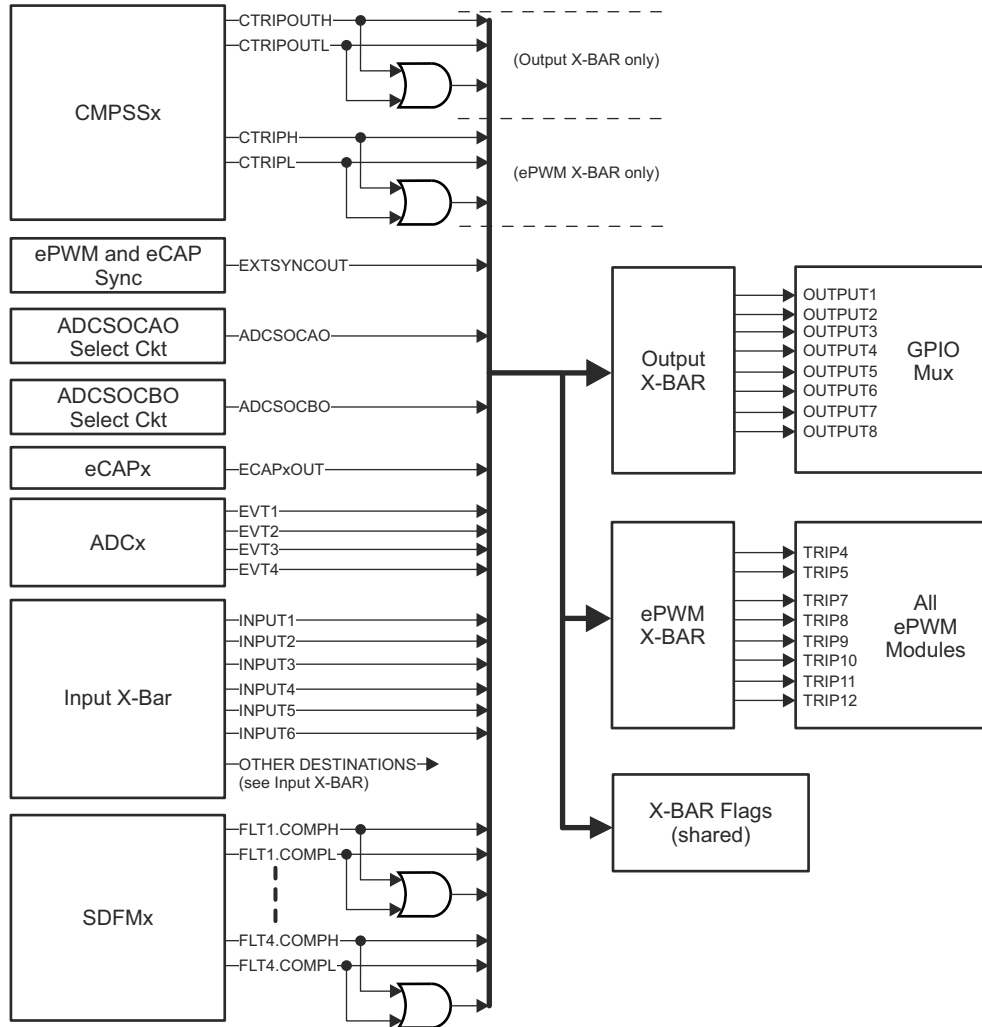 CMPSSx
CTRIPOUTH
CTRIPOUTL
(Output X-BAR only)
CTRIPH
CTRIPL
(ePWM X-BAR only)
ePWM and eCAP
Sync
EXTSYNCOUT
ADCSOCAO
Select Ckt
ADCSOCAO
ADCSOCBO
Select Ckt
ADCSOCBO
eCAPx
ECAPxOUT
ADCx
EVT1
EVT2
EVT3
EVT4
Input X-Bar
INPUT1
INPUT2
INPUT3
INPUT4
INPUT5
INPUT6
OTHER DESTINATIONS
(see Input X-BAR)
SDFMx
FLT1.COMPH
FLT1.COMPL
FLT4.COMPH
FLT4.COMPL
Output
X-BAR
OUTPUT1
OUTPUT2
OUTPUT3
OUTPUT4
OUTPUT5
OUTPUT6
OUTPUT7
OUTPUT8
GPIO
Mux
ePWM
X-BAR
TRIP4
TRIP5
TRIP7
TRIP8
TRIP9
TRIP10
TRIP11
TRIP12
All
ePWM
Modules
X-BAR Flags
(shared)